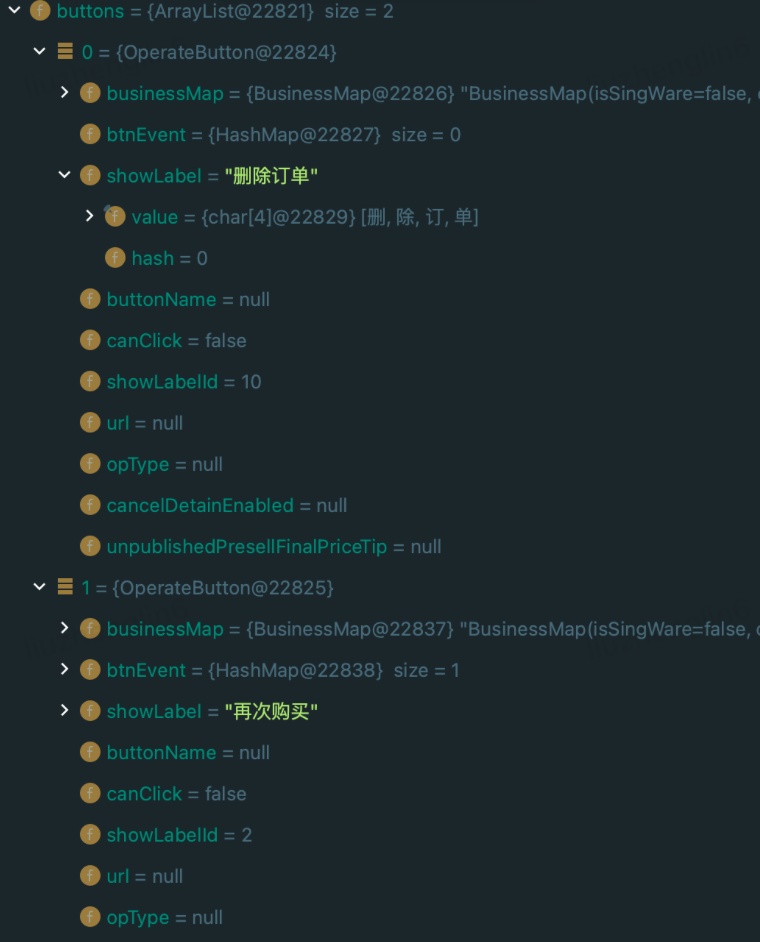 buttons = {ArrayList@22821} size = 2
0 = {OperateButton@22824}
businessMap = {BusinessMap@22826} "BusinessMap(isSingWare=false,
btnEvent = {HashMap@22827} size = 0
showLabel = "删除订单"
value = {char[4]@22829} [删, 除, 订, 单]
hash = 0
buttonName = null
canClick = false
showLabelId = 10
url = null
opType = null
cancelDetainEnabled = null
unpublishedPresellFinalPriceTip = null
1 = {OperateButton@22825}
businessMap = {BusinessMap@22837} "BusinessMap(isSingWare=false,
btnEvent = {HashMap@22838} size = 1
showLabel = "再次购买"
buttonName = null
canClick = false
showLabelId = 2
url = null
opType = null